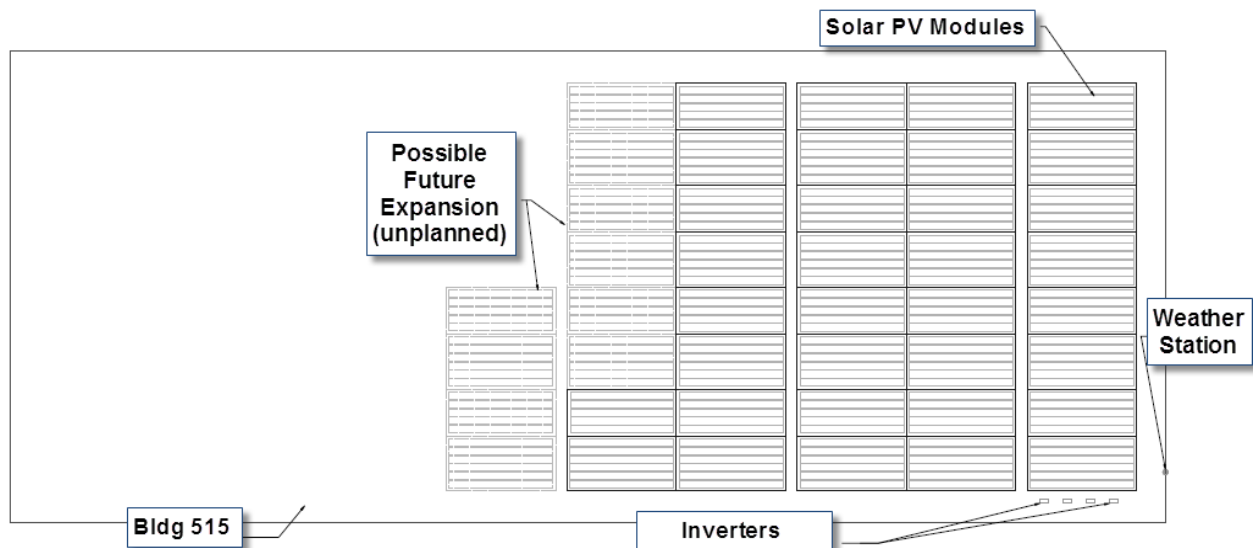 Solar PV Modules
Possible
Future
Expansion
(unplanned)
Weather
Station
Bldg 515
Inverters